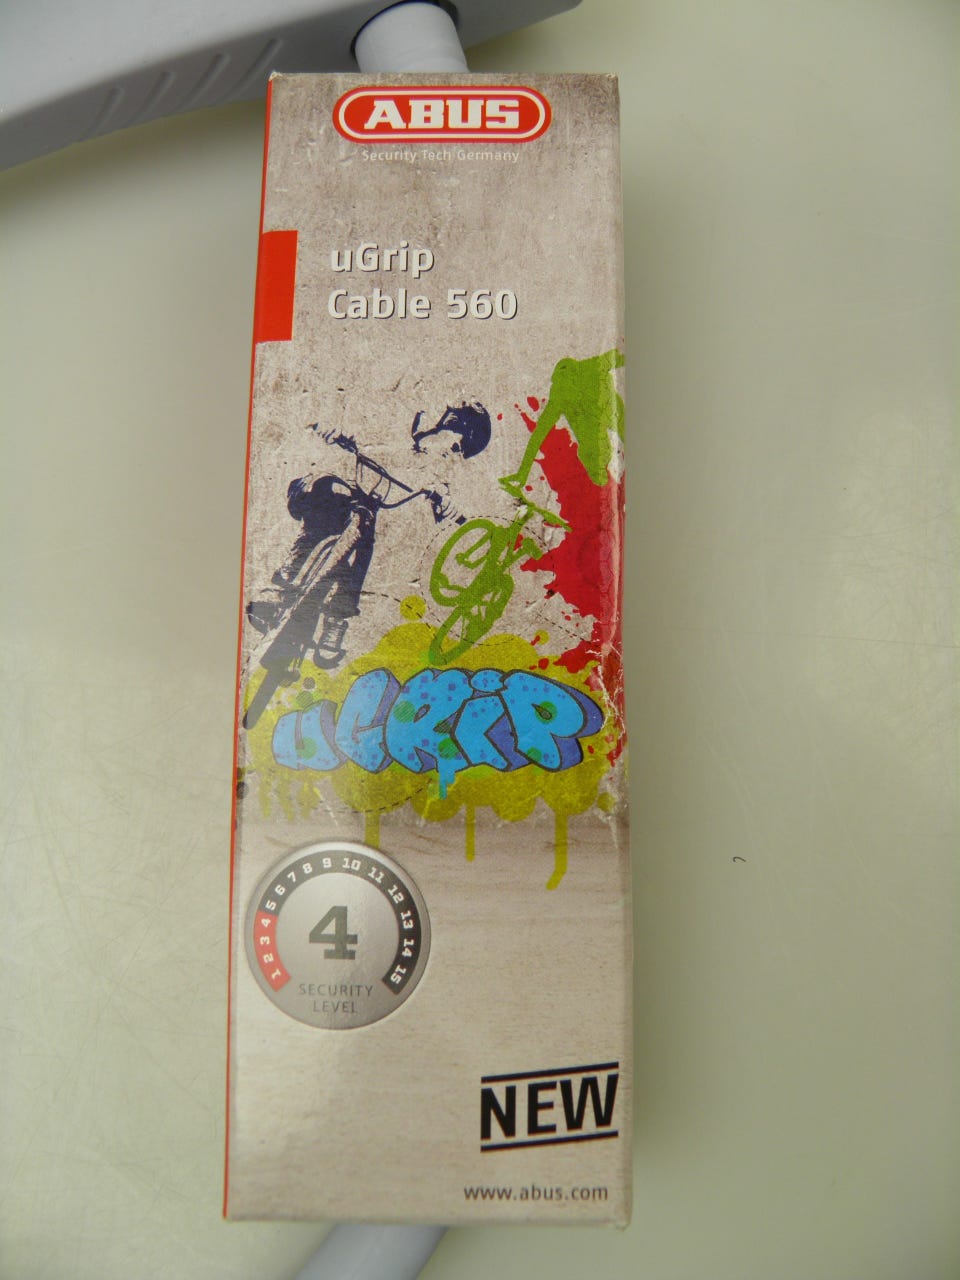 ABUS
Security Tech Germany
uGrip
Cable 560
uGRiP
1 2 3 4 5 6 7 8 9 10 11 12 13 14 15
4
SECURITY
LEVEL
NEW
www.abus.com